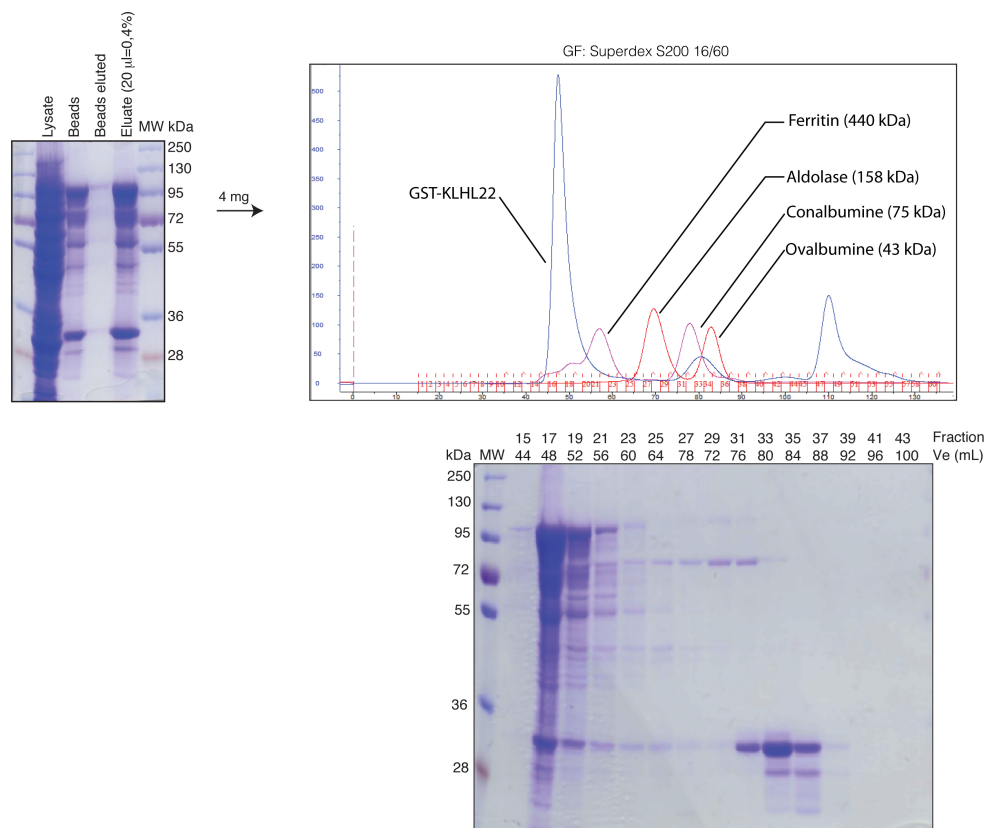 GF: Superdex S200 16/60
Lysate
Beads
Beads eluted
Eluate (20 µl=0,4%)
MW kDa
250
130
95
72
55
36
28
4 mg
500
450
400
350
300
250
200
150
100
50
0
GST-KLHL22
Ferritin (440 kDa)
Aldolase (158 kDa)
Conalbumine (75 kDa)
Ovalbumine (43 kDa)
0 10 20 30 40 50 60 70 80 90 100 110 120 130
15 17 19 21 23 25 27 29 31 33 35 37 39 41 43 Fraction
kDa MW 44 48 52 56 60 64 78 72 76 80 84 88 92 96 100 Ve (mL)
250
130
95
72
55
36
28